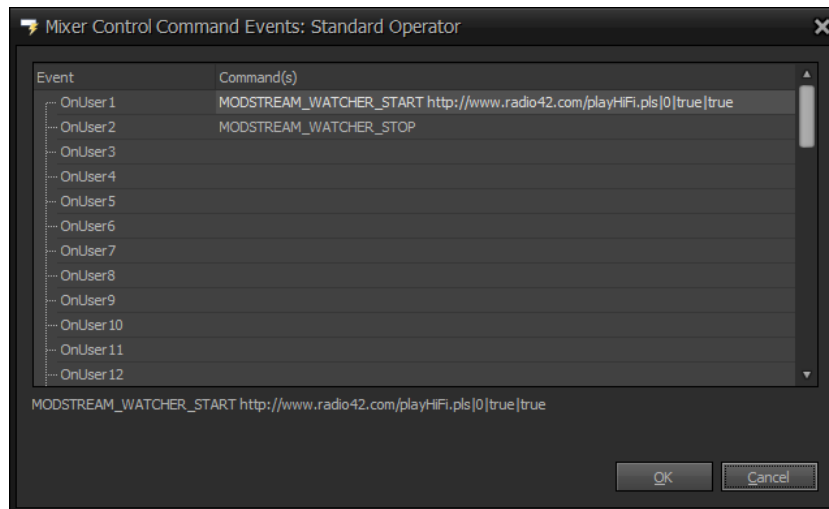 Mixer Control Command Events: Standard Operator
Event Command(s)
OnUser1 MODSTREAM_WATCHER_START http://www.radio42.com/playHiFi.pls|0|true|true
OnUser2 MODSTREAM_WATCHER_STOP
OnUser3
OnUser4
OnUser5
OnUser6
OnUser7
OnUser8
OnUser9
OnUser10
OnUser11
OnUser12
MODSTREAM_WATCHER_START http://www.radio42.com/playHiFi.pls|0|true|true
OK Cancel